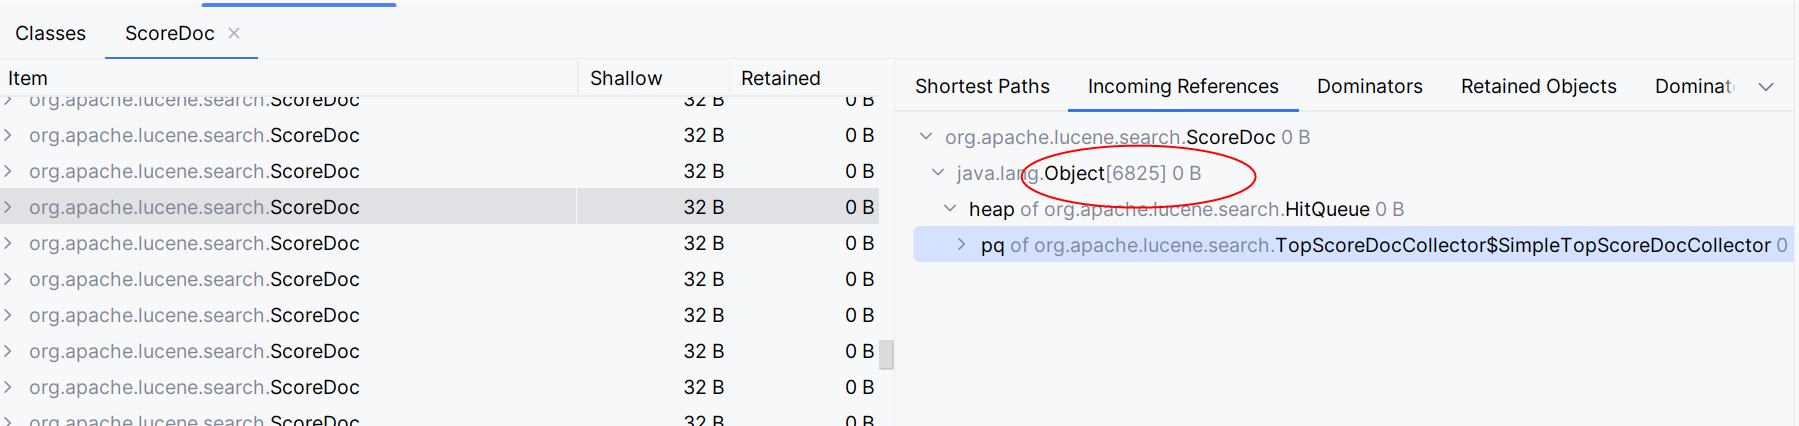 Classes ScoreDoc ×
Item Shallow Retained
org.apache.lucene.search.ScoreDoc 32 B 0 B
org.apache.lucene.search.ScoreDoc 32 B 0 B
org.apache.lucene.search.ScoreDoc 32 B 0 B
org.apache.lucene.search.ScoreDoc 32 B 0 B
org.apache.lucene.search.ScoreDoc 32 B 0 B
org.apache.lucene.search.ScoreDoc 32 B 0 B
org.apache.lucene.search.ScoreDoc 32 B 0 B
org.apache.lucene.search.ScoreDoc 32 B 0 B
org.apache.lucene.search.ScoreDoc 32 B 0 B
org.apache.lucene.search.ScoreDoc 32 B 0 B
Shortest Paths Incoming References Dominators Retained Objects Dominat
org.apache.lucene.search.ScoreDoc 0 B
java.lang.Object[6825] 0 B
heap of org.apache.lucene.search.HitQueue 0 B
pq of org.apache.lucene.search.TopScoreDocCollector$SimpleTopScoreDocCollector 0